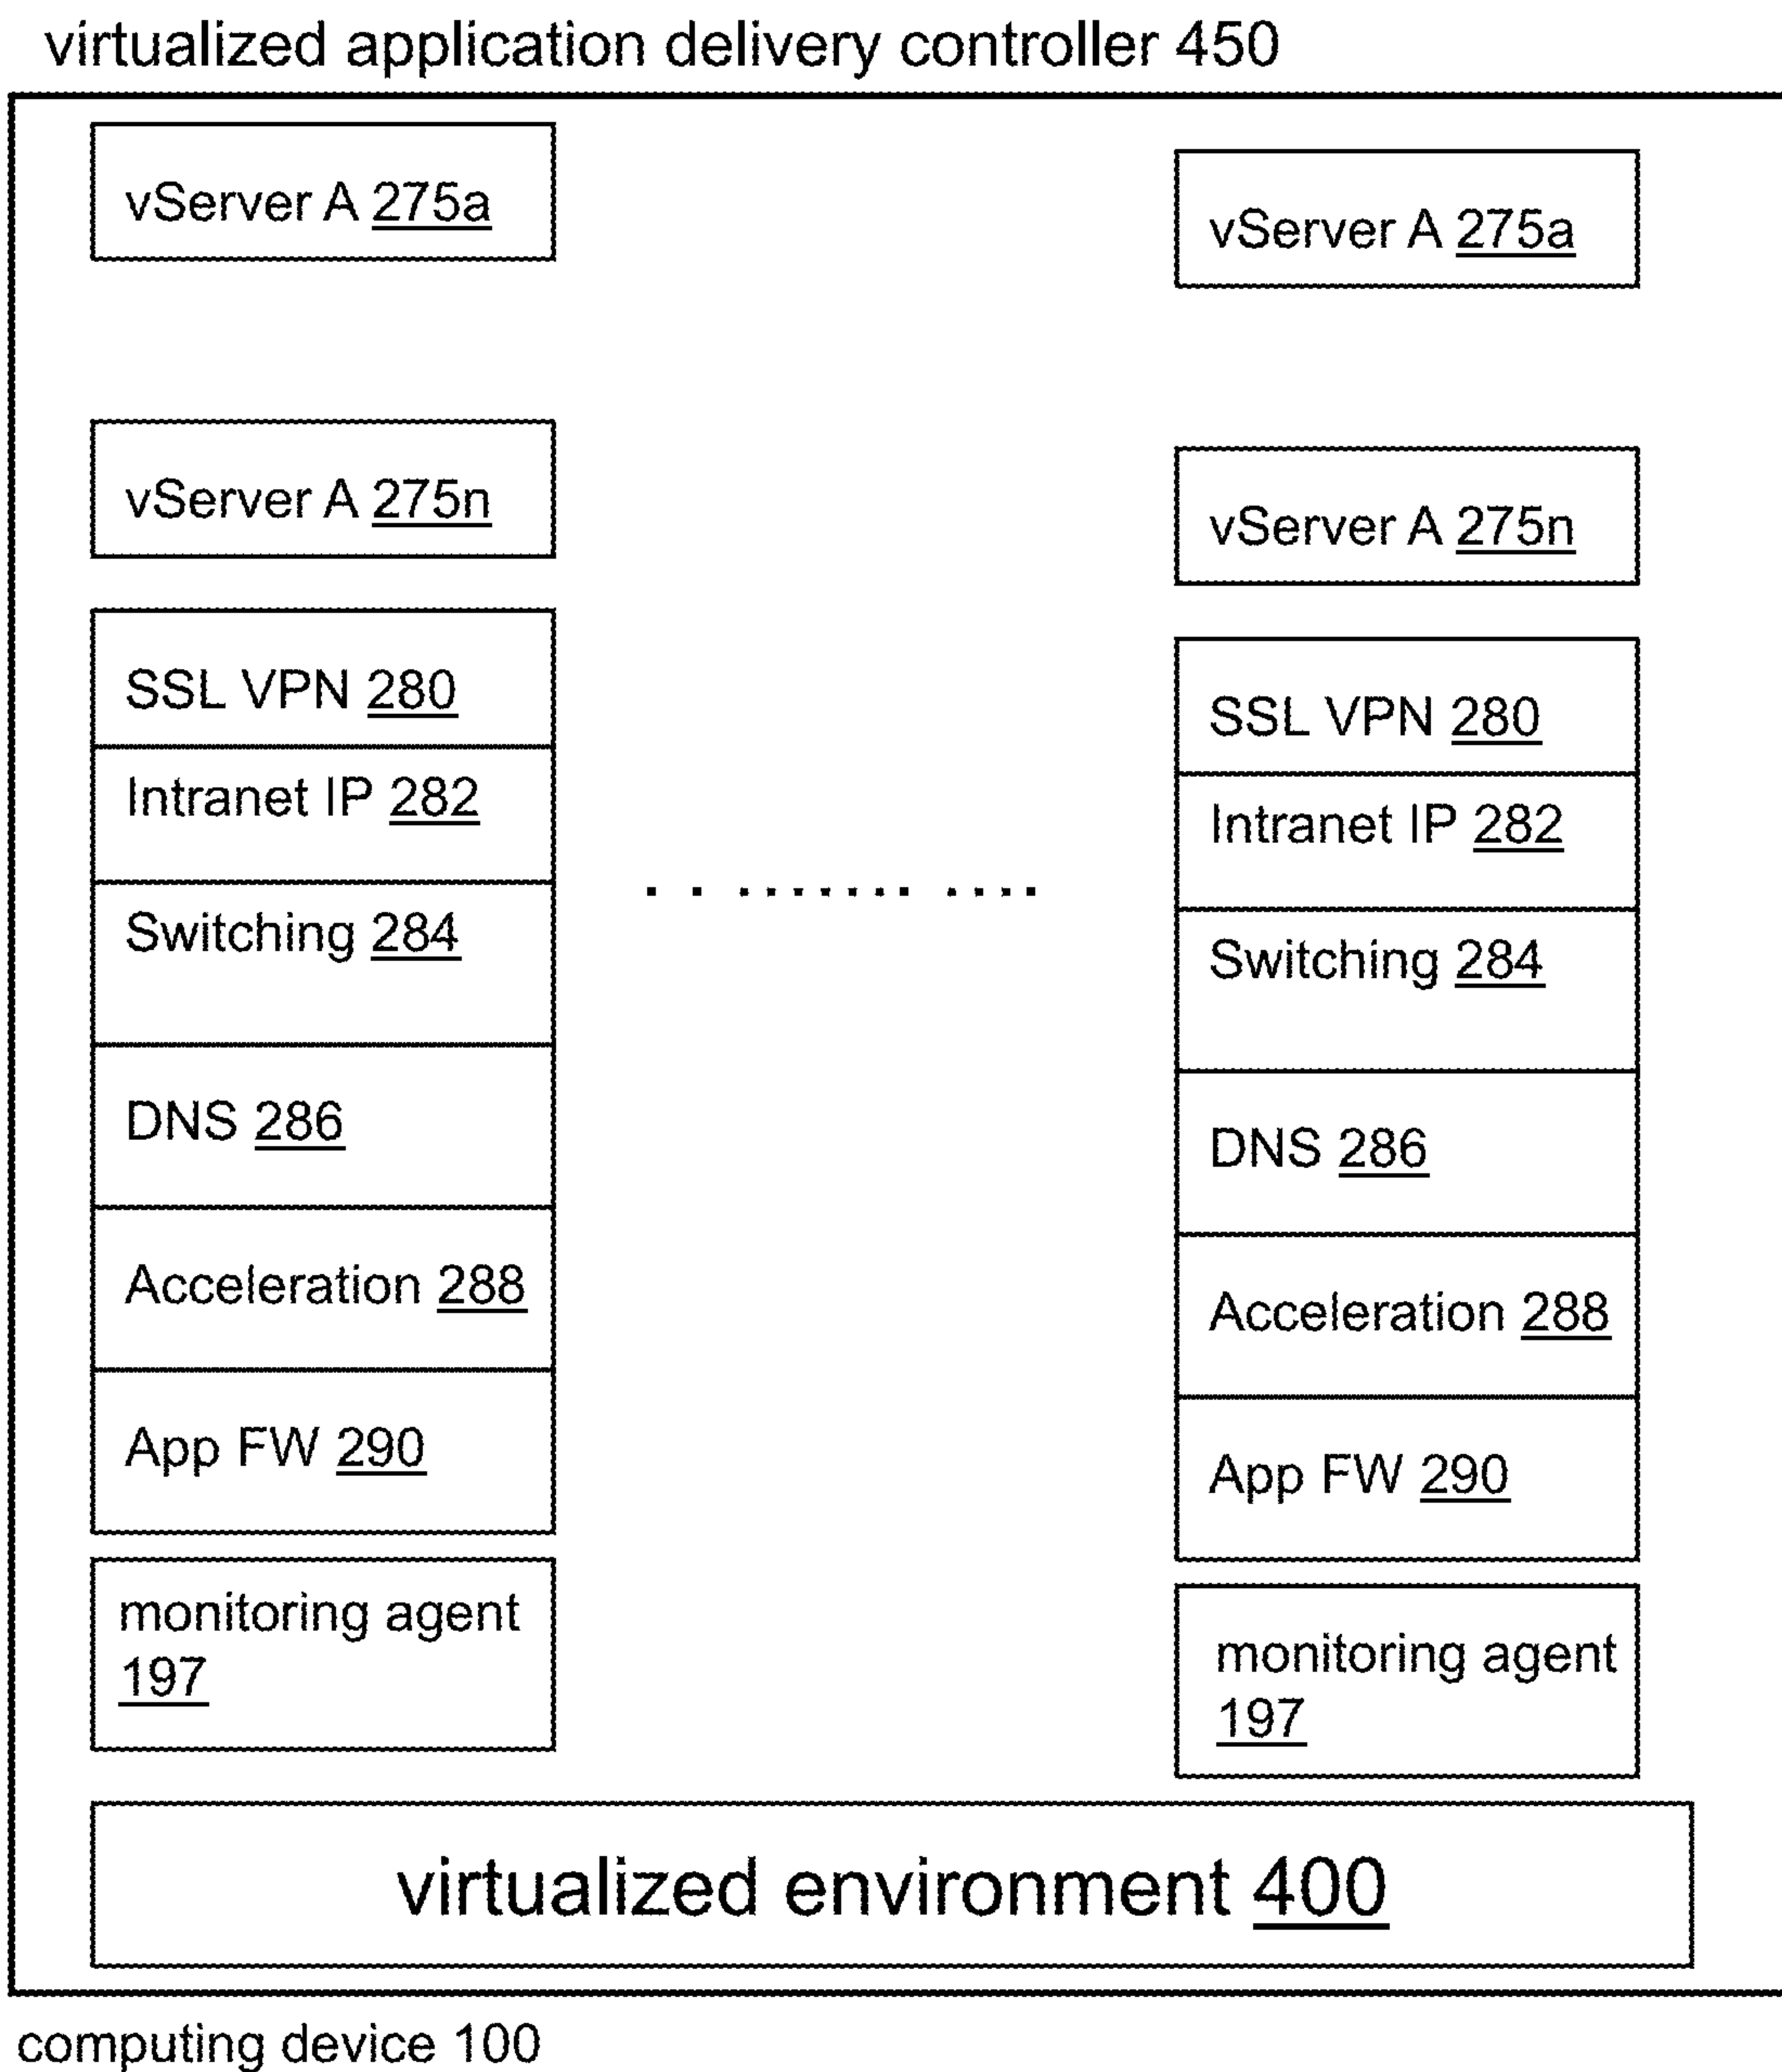 virtualized application delivery controller 450
vServer A 275a
vServer A 275n
SSL VPN 280
Intranet IP 282
Switching 284
DNS 286
Acceleration 288
App FW 290
monitoring agent
197
vServer A 275a
vServer A 275n
SSL VPN 280
Intranet IP 282
Switching 284
DNS 286
Acceleration 288
App FW 290
monitoring agent
197
virtualized environment 400
computing device 100